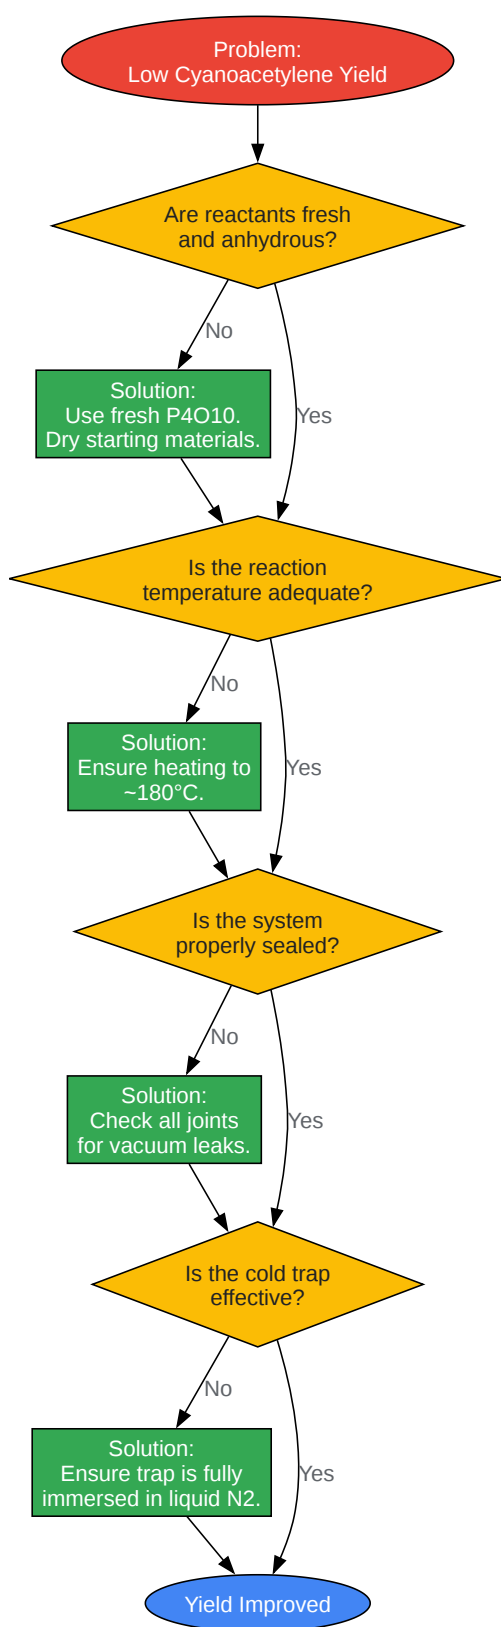 Problem:
Low Cyanoacetylene Yield
Are reactants fresh
and anhydrous?
No
Yes
Solution:
Use fresh P4O10.
Dry starting materials.
Is the reaction
temperature adequate?
No
Yes
Solution:
Ensure heating to
~180°C.
Is the system
properly sealed?
No
Yes
Solution:
Check all joints
for vacuum leaks.
Is the cold trap
effective?
No
Yes
Solution:
Ensure trap is fully
immersed in liquid N2.
Yield Improved